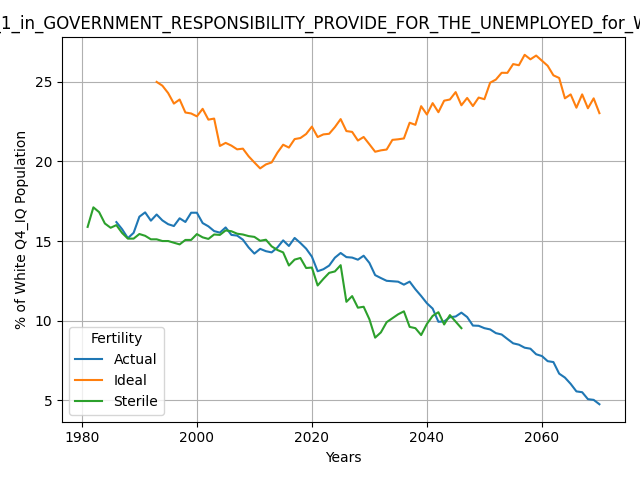 _1_in_GOVERNMENT_RESPONSIBILITY_PROVIDE_FOR_THE_UNEMPLOYED_for_W
% of White Q4_IQ Population
25
20
15
10
5
Fertility
Actual
Ideal
Sterile
1980 2000 2020 2040 2060
Years